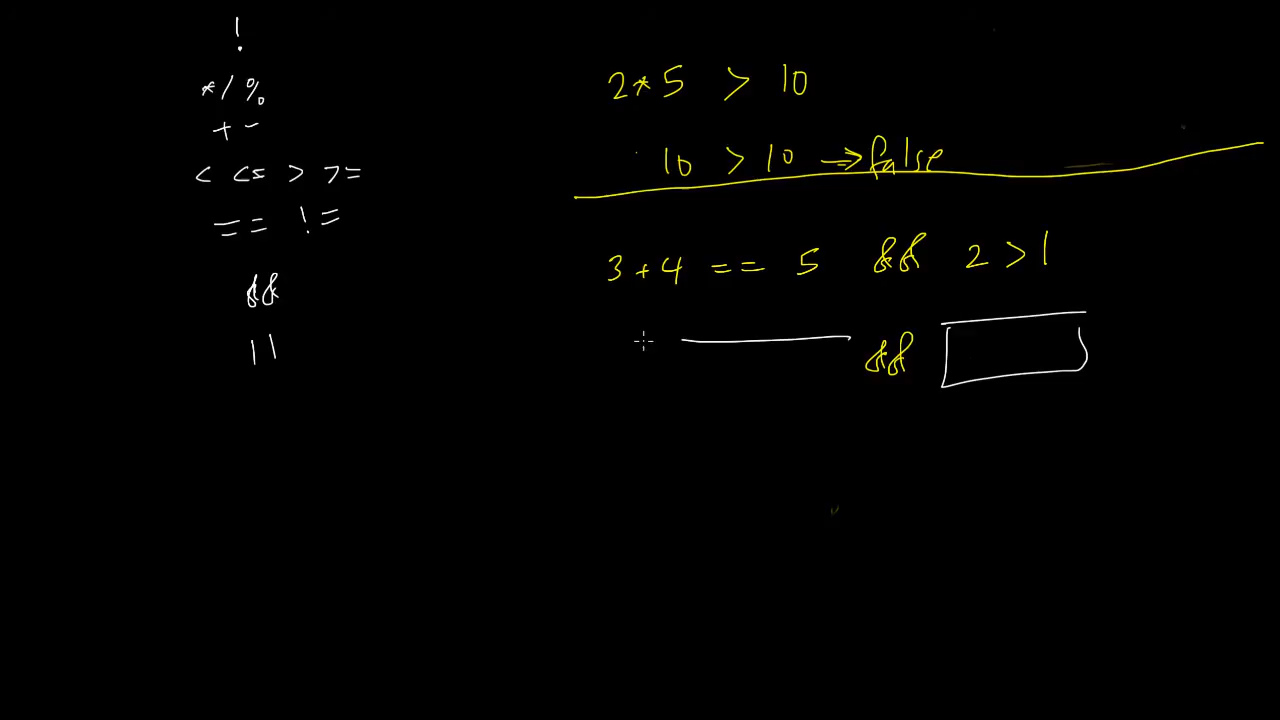 !
* / %
+ -
< <= > >=
== !=
&&
||
2 * 5 > 10
10 > 10 => false
3 + 4 == 5 && 2 > 1
&&